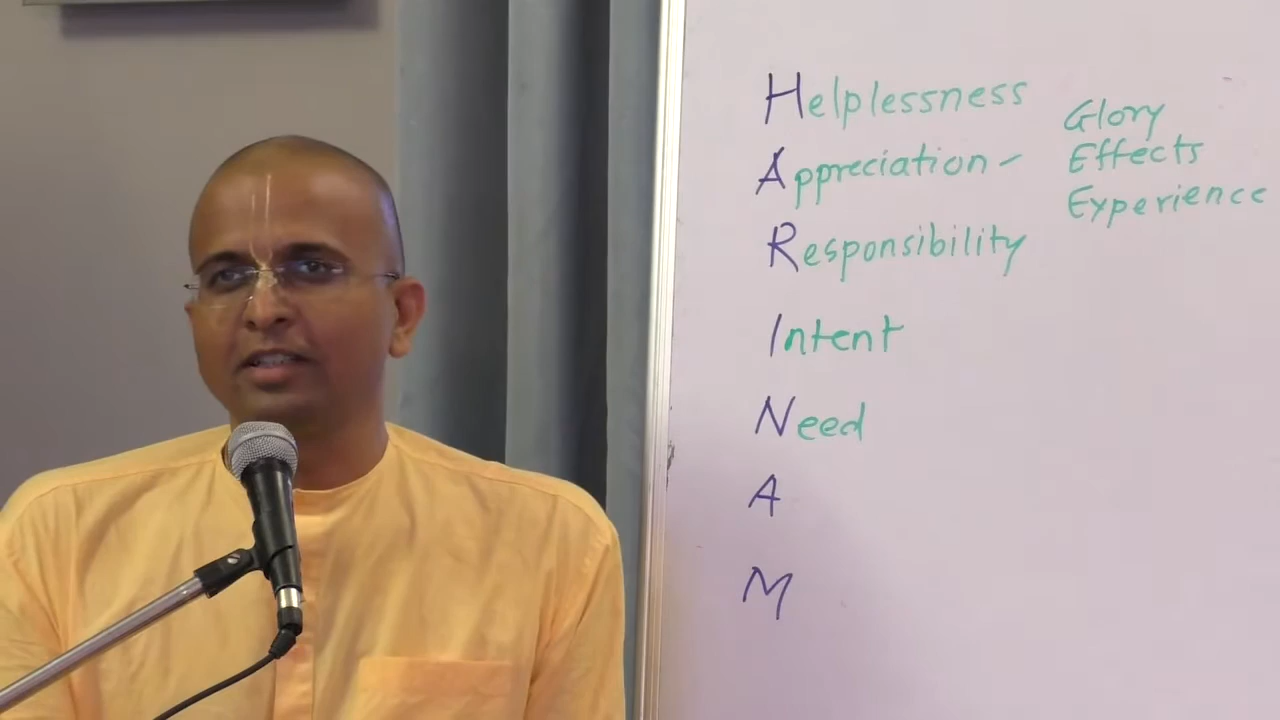 Helplessness
Glory
Appreciation - Effects
Experience
Responsibility
Intent
Need
A
M